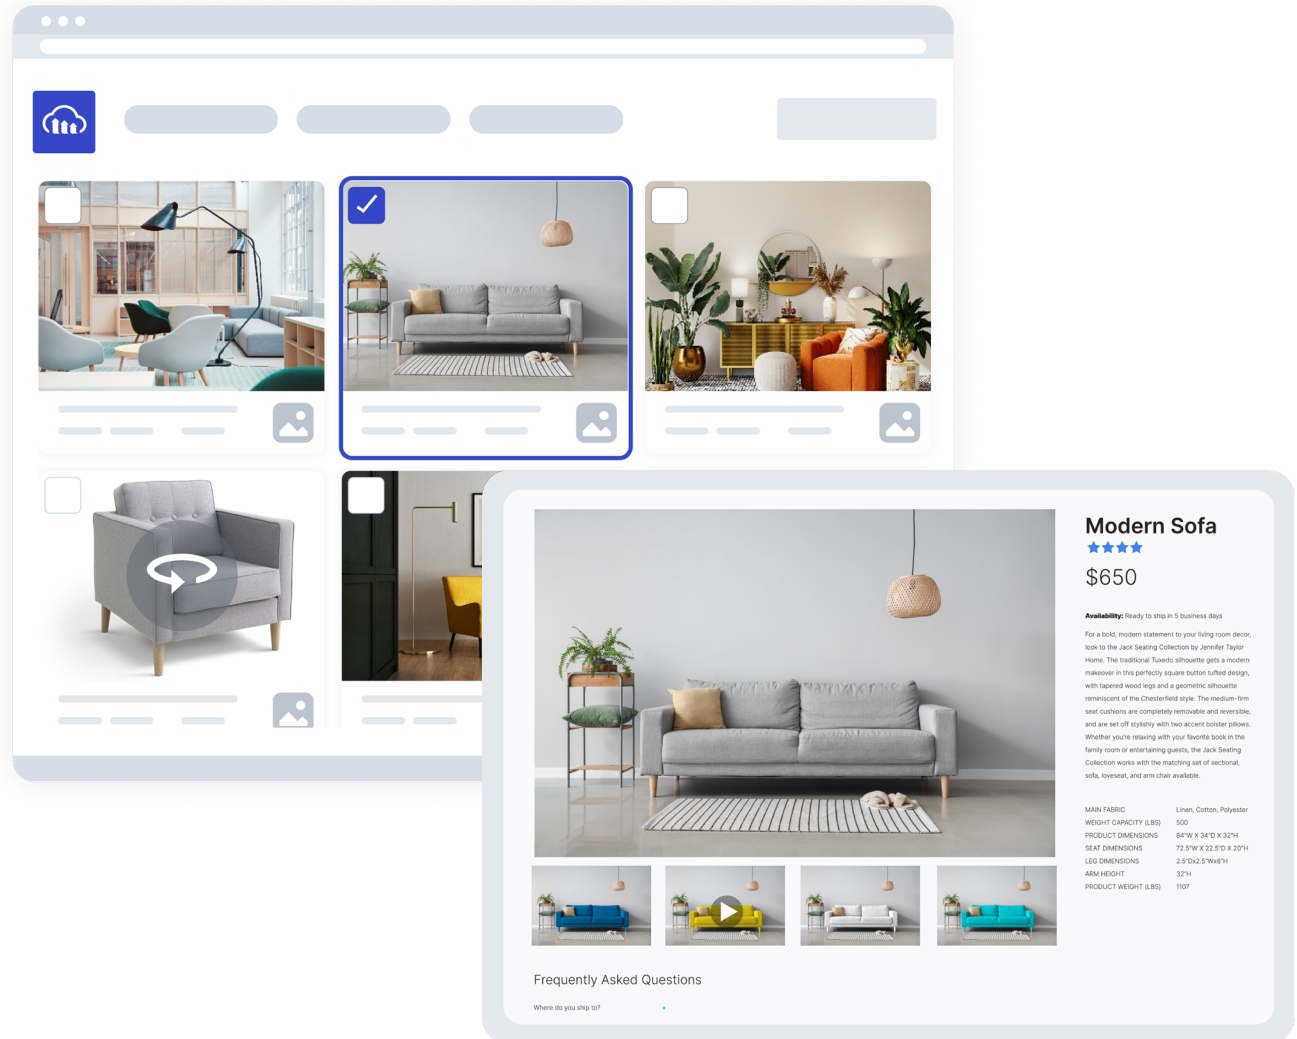 Modern Sofa
$650
Availability: Ready to ship in 5 business days
For a bold, modern statement to your living room decor,
look to the Jack Seating Collection by Jennifer Taylor
Home. The traditional Tuxedo silhouette gets a modern
makeover in this perfectly square button tufted design,
with tapered wood legs and a geometric silhouette
reminiscent of the Chesterfield style. The medium-firm
seat cushions are completely removable and reversible,
and are set off stylishly with two accent bolster pillows.
Whether you're relaxing with your favorite book in the
family room or entertaining guests, the Jack Seating
Collection works with the matching set of sectional,
sofa, loveseat, and arm chair available.
MAIN FABRIC Linen, Cotton, Polyester
WEIGHT CAPACITY (LBS) 500
PRODUCT DIMENSIONS 84"W X 34"D X 32"H
SEAT DIMENSIONS 72.5"W X 22.5"D X 20"H
LEG DIMENSIONS 2.5"Dx2.5"Wx6"H
ARM HEIGHT 32"H
PRODUCT WEIGHT (LBS) 1107
Frequently Asked Questions
Where do you ship to?